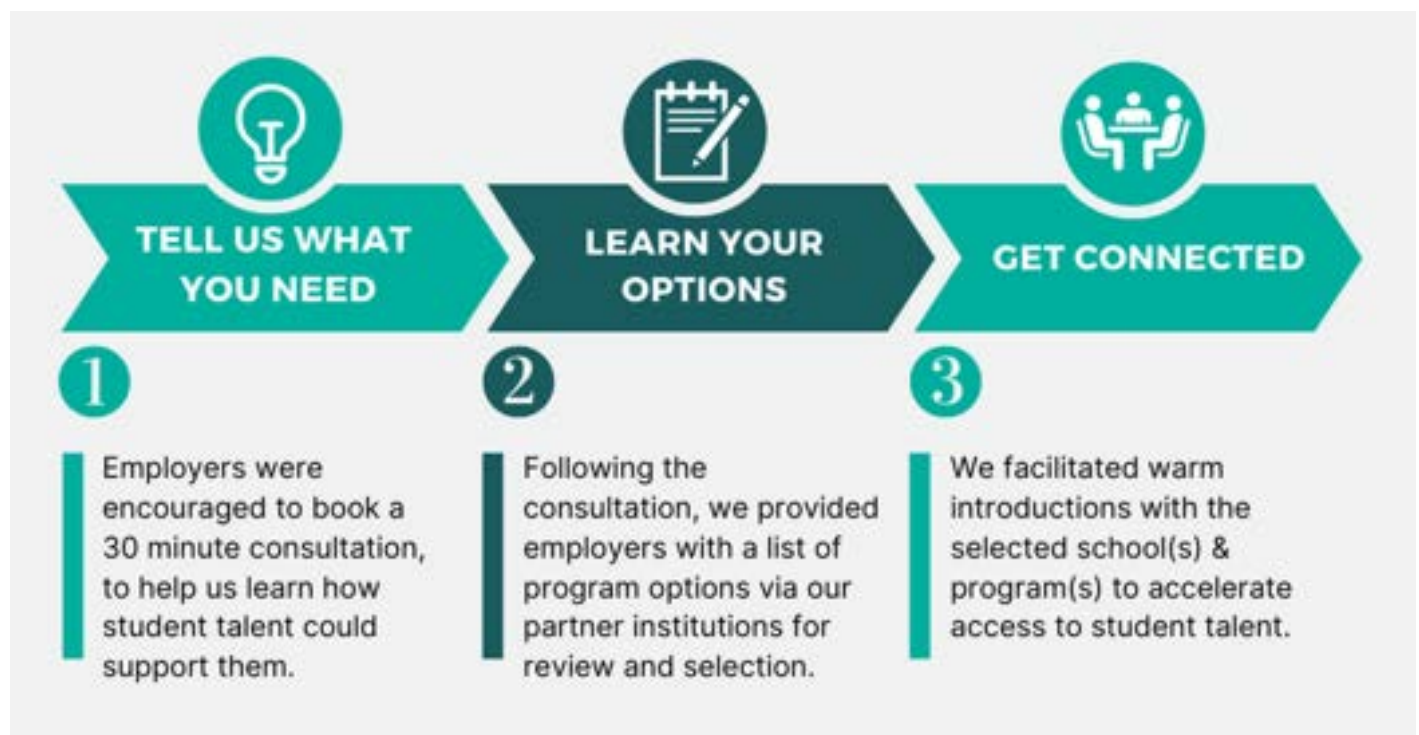 TELL US WHAT
YOU NEED
LEARN YOUR
OPTIONS
GET CONNECTED
1
Employers were
encouraged to book a
30 minute consultation,
to help us learn how
student talent could
support them.
2
Following the
consultation, we provided
employers with a list of
program options via our
partner institutions for
review and selection.
3
We facilitated warm
introductions with the
selected school(s) &
program(s) to accelerate
access to student talent.